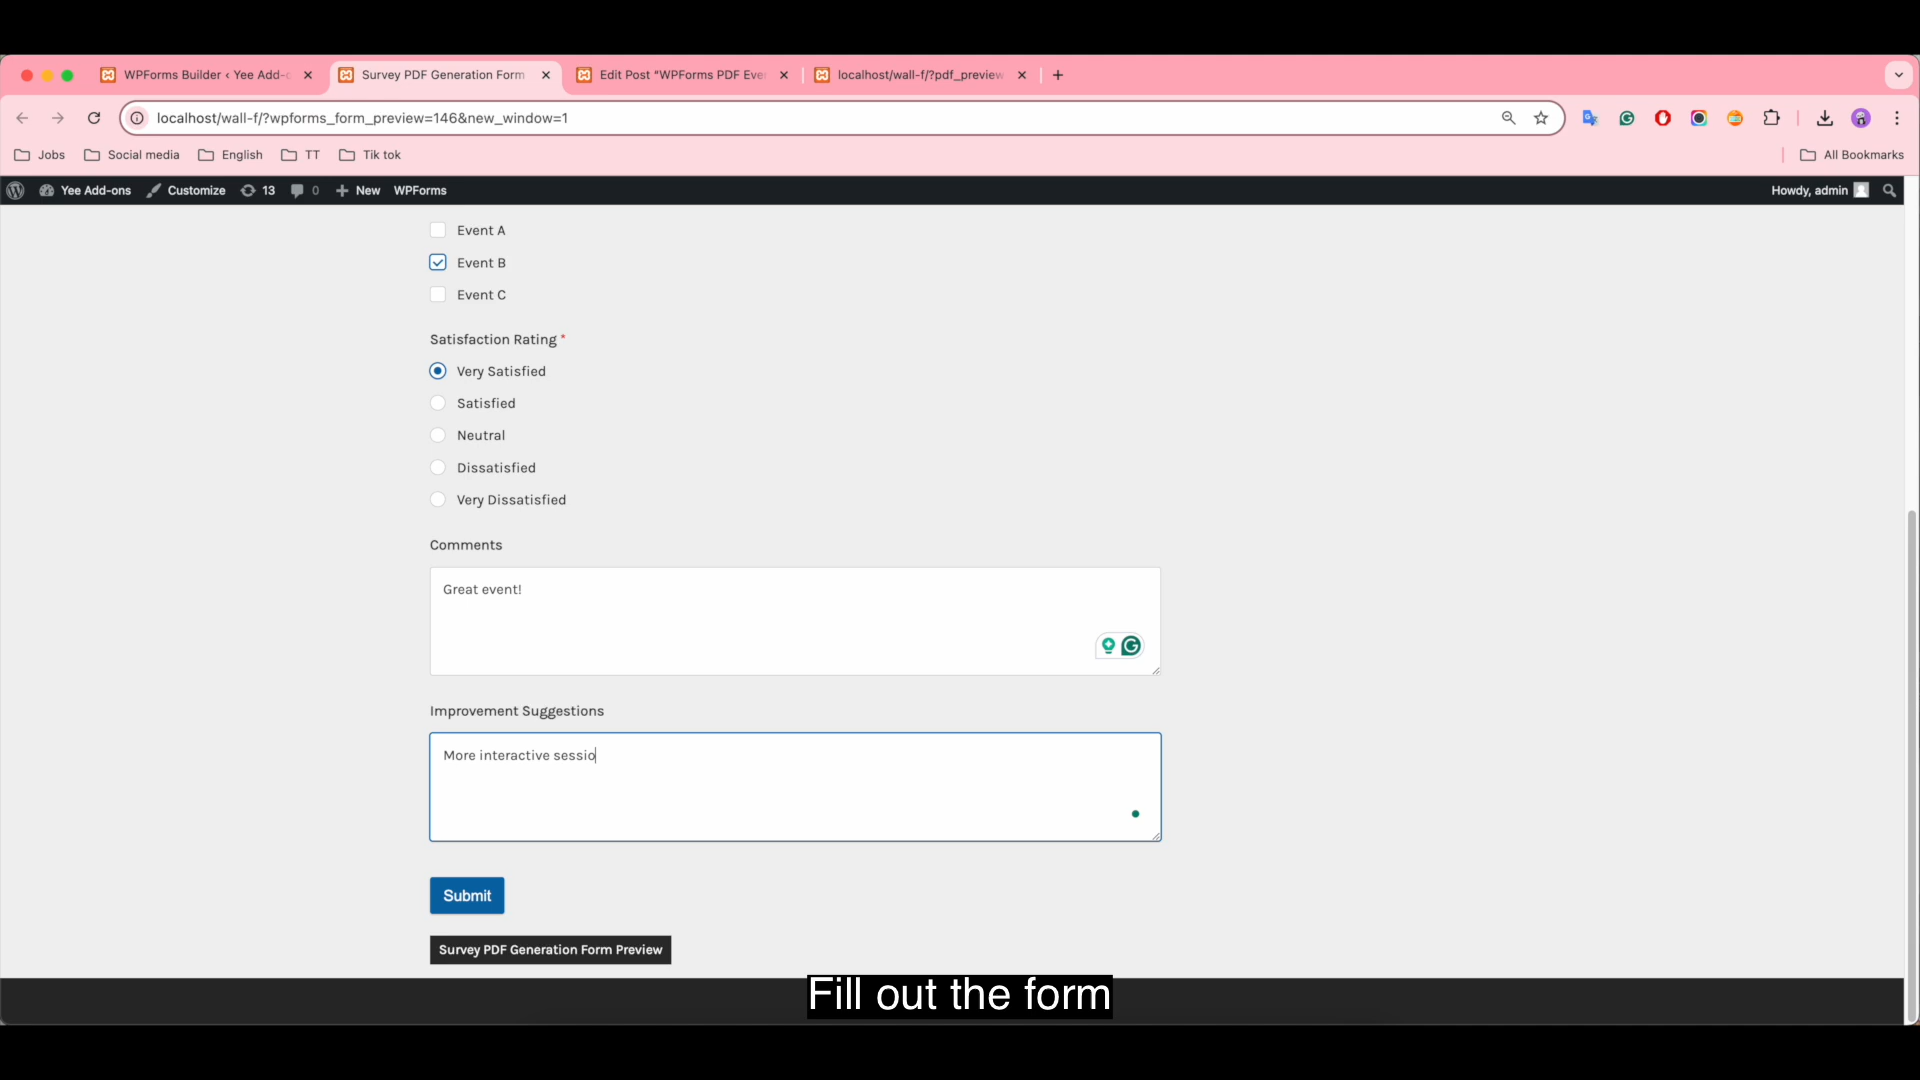 WPForms Builder ‹ Yee Add-o
Survey PDF Generation Form
Edit Post "WPForms PDF Eve
localhost/wall-f/?pdf_preview
localhost/wall-f/?wpforms_form_preview=146&new_window=1
Jobs
Social media
English
TT
Tik tok
All Bookmarks
Yee Add-ons
Customize
13
0
New
WPForms
Howdy, admin
Event A
Event B
Event C
Satisfaction Rating *
Very Satisfied
Satisfied
Neutral
Dissatisfied
Very Dissatisfied
Comments
Great event!
Improvement Suggestions
More interactive sessio
Submit
Survey PDF Generation Form Preview
Fill out the form